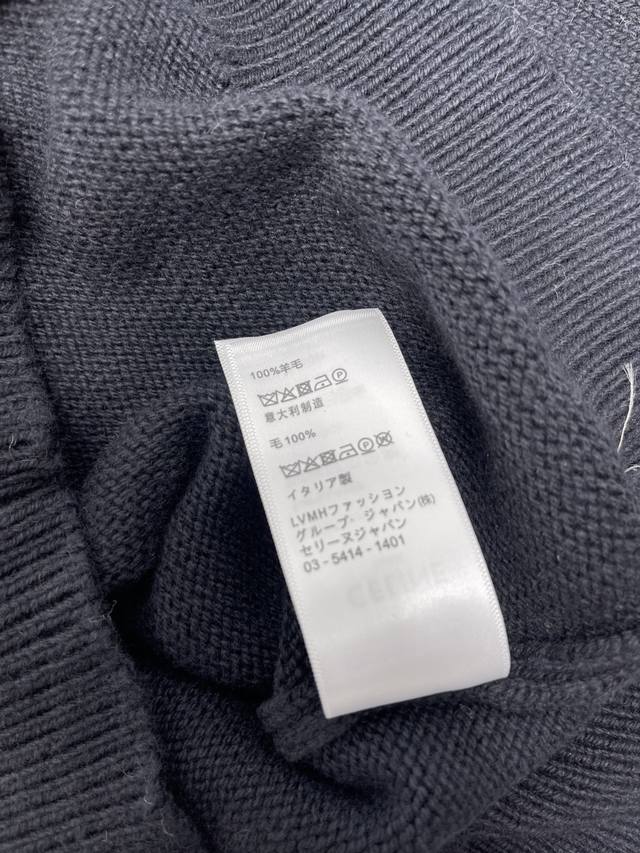 100%羊毛
意大利制造
毛100%
イタリア製
LVMHファッション
グループ・ジャパン(株)
セリーヌジャパン
03-5414-1401
CELINE